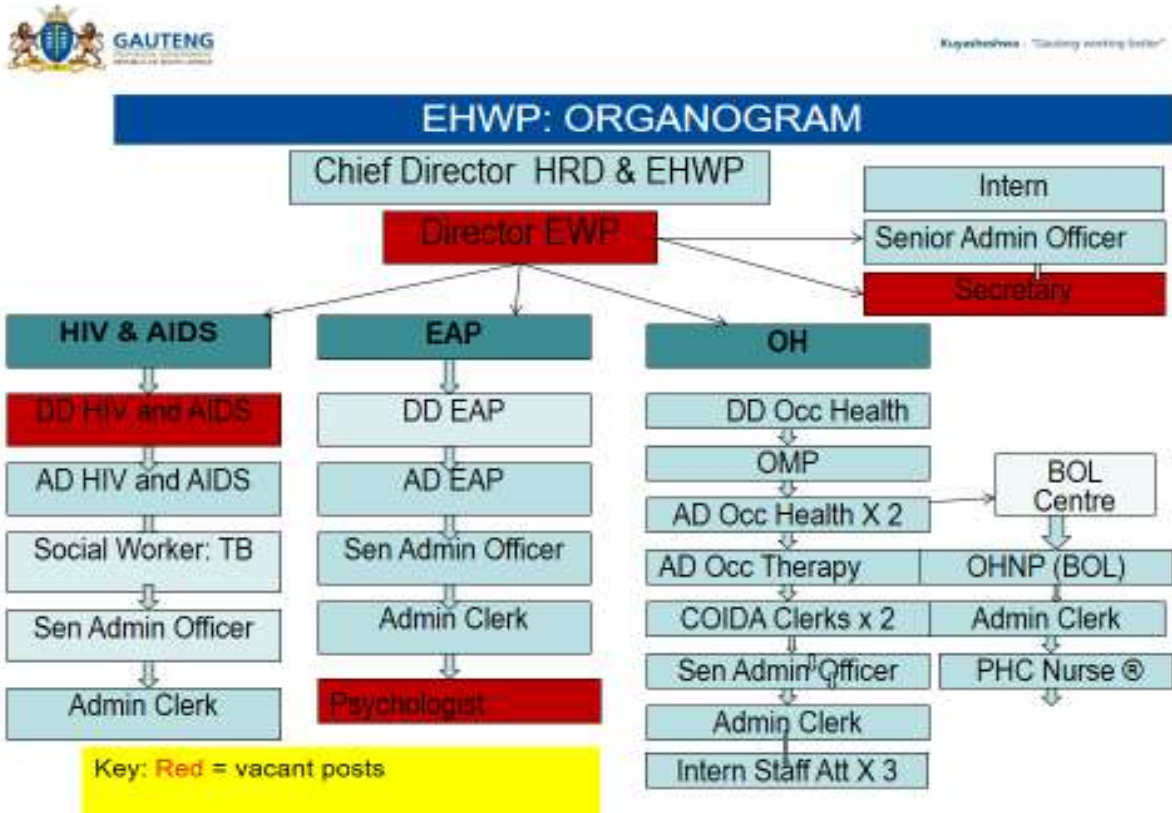 GAUTENG
REPUBLIC OF SOUTH AFRICA
"Gauteng working better"
EHWP: ORGANOGRAM
Chief Director HRD & EHWP
Director EWP
Intern
Senior Admin Officer
Secretary
HIV & AIDS
DD HIV and AIDS
AD HIV and AIDS
Social Worker: TB
Sen Admin Officer
Admin Clerk
EAP
DD EAP
AD EAP
Sen Admin Officer
Admin Clerk
Psychologist
OH
DD Occ Health
OMP
AD Occ Health X 2
AD Occ Therapy
COIDA Clerks x 2
Sen Admin Officer
Admin Clerk
Intern Staff Att X 3
BOL
Centre
OHNP (BOL)
Admin Clerk
PHC Nurse ®
Key: Red = vacant posts